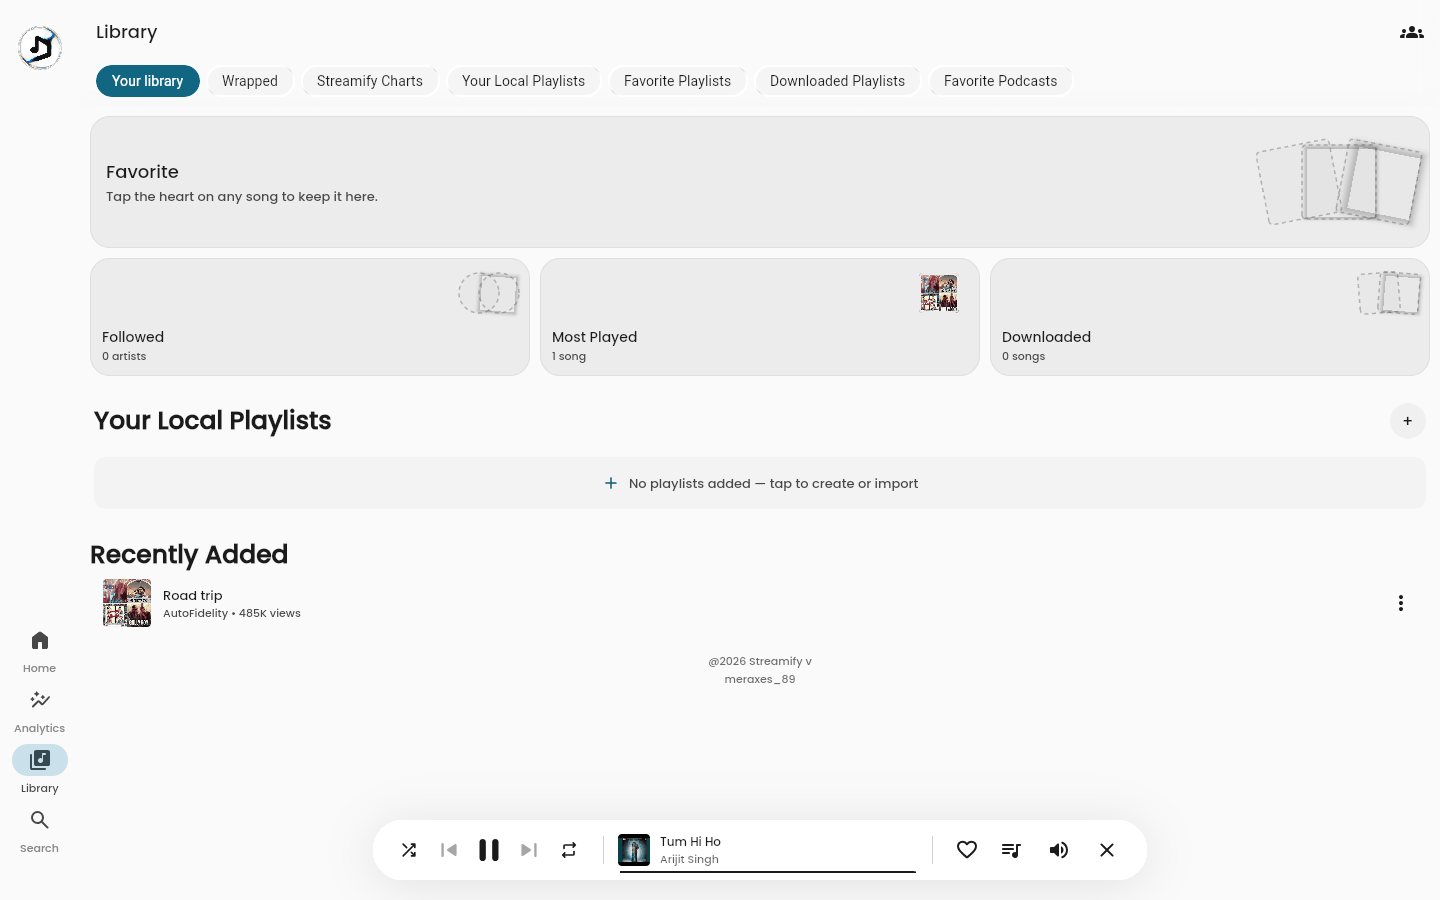 Library
Your library
Wrapped
Streamify Charts
Your Local Playlists
Favorite Playlists
Downloaded Playlists
Favorite Podcasts
Favorite
Tap the heart on any song to keep it here.
Followed
0 artists
Most Played
1 song
Downloaded
0 songs
Your Local Playlists
+
No playlists added — tap to create or import
Recently Added
Road trip
AutoFidelity • 485K views
@2026 Streamify v
meraxes_89
Home
Analytics
Library
Search
Tum Hi Ho
Arijit Singh